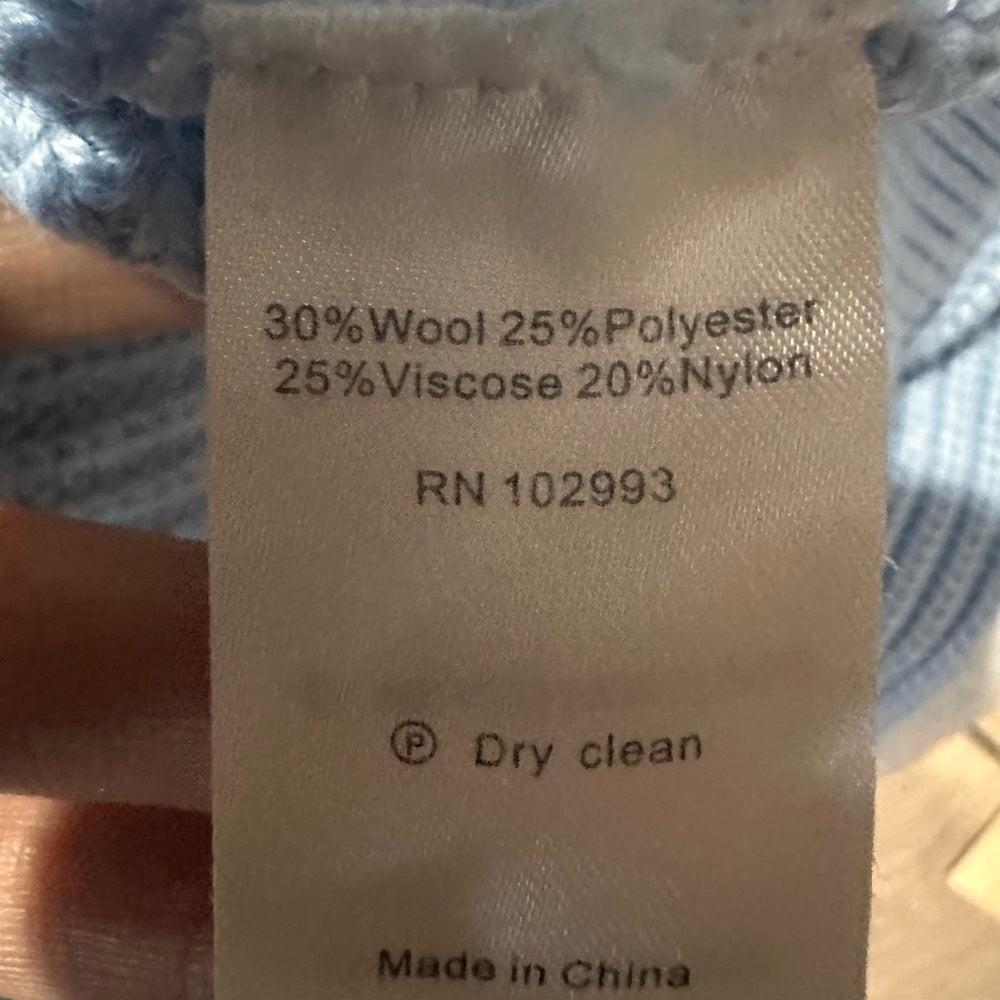 30%Wool 25%Polyester
25%Viscose 20%Nylon
RN 102993
Ⓟ Dry clean
Made in China